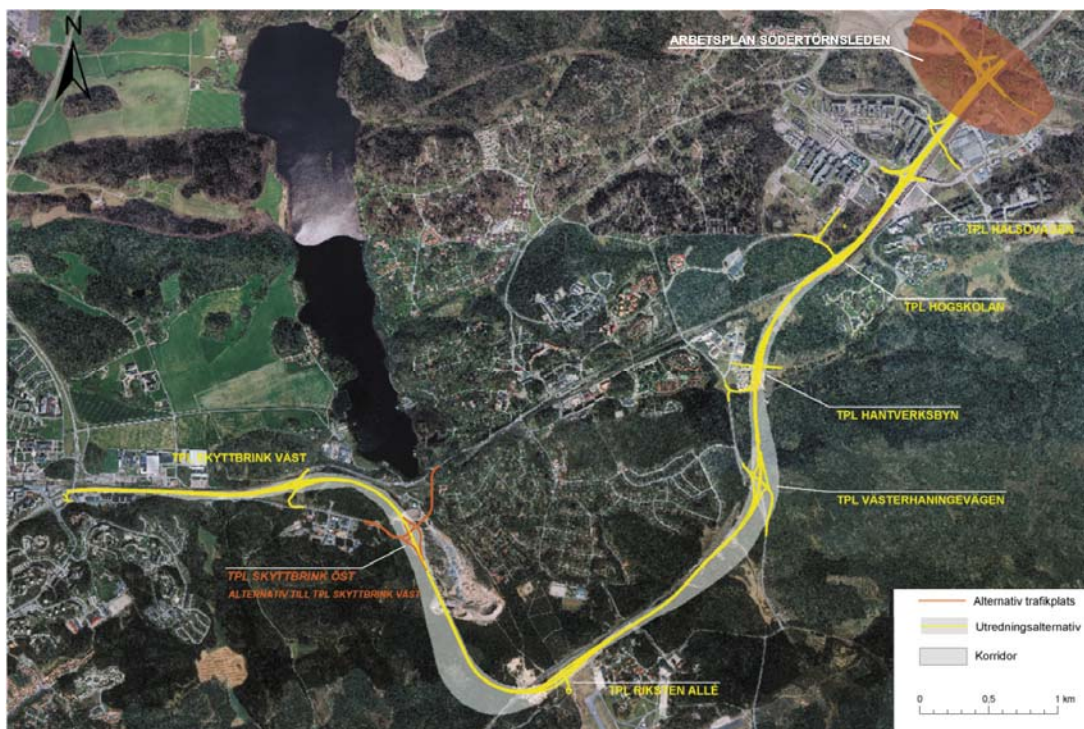 N
ARBETSPLAN SÖDERTÖRNSLEDEN
TPL HÄLSOVÄGEN
TPL HÖGSKOLAN
TPL HANTVERKSBYN
TPL SKYTTBRINK VÄST
TPL VÄSTERHANINGEVÄGEN
TPL SKYTTBRINK ÖST
ALTERNATIV TILL TPL SKYTTBRINK VÄST
TPL RIKSTEN ALLÉ
Alternativ trafikplats
Utredningsalternativ
Korridor
0 0,5 1 km